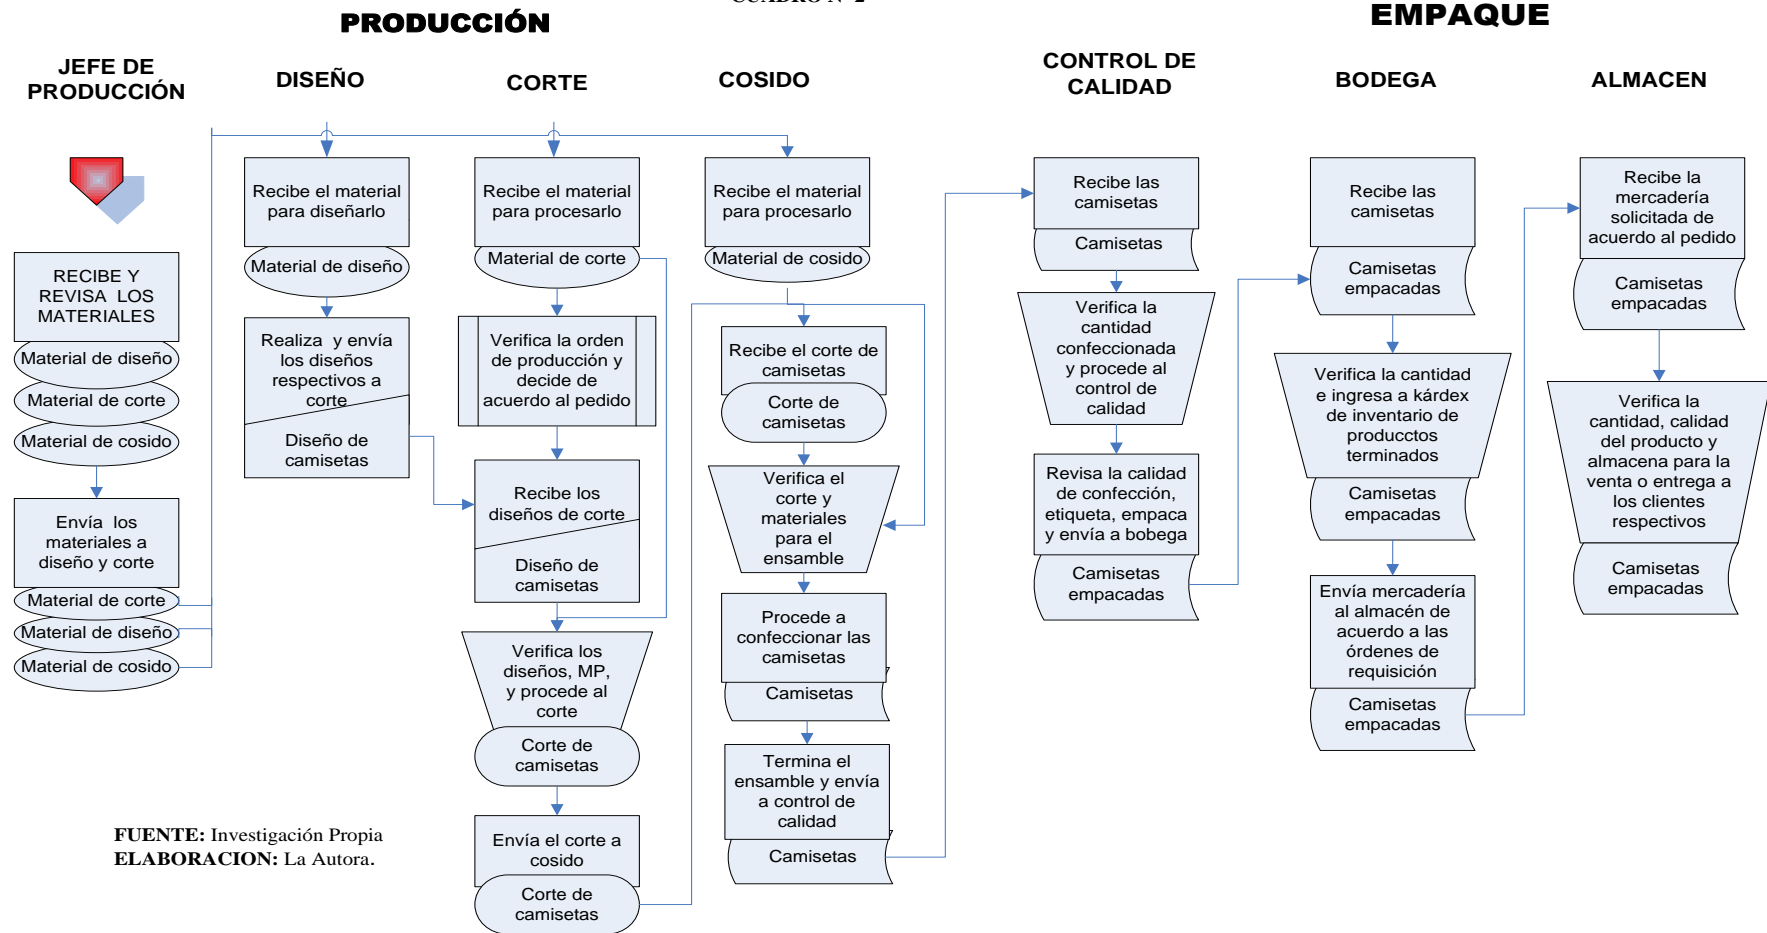 CUADRO N° 2
PRODUCCIÓN
EMPAQUE
JEFE DE
PRODUCCIÓN
RECIBE Y
REVISA LOS
MATERIALES
Material de diseño
Material de corte
Material de cosido
Envía los
materiales a
diseño y corte
Material de corte
Material de diseño
Material de cosido
DISEÑO
Recibe el material
para diseñarlo
Material de diseño
Realiza y envía
los diseños
respectivos a
corte
Diseño de
camisetas
CORTE
Recibe el material
para procesarlo
Material de corte
Verifica la orden
de producción y
decide de
acuerdo al pedido
Recibe los
diseños de corte
Diseño de
camisetas
Verifica los
diseños, MP,
y procede al
corte
Corte de
camisetas
Envía el corte a
cosido
Corte de
camisetas
COSIDO
Recibe el material
para procesarlo
Material de cosido
Recibe el corte de
camisetas
Corte de
camisetas
Verifica el
corte y
materiales
para el
ensamble
Procede a
confeccionar las
camisetas
Camisetas
Termina el
ensamble y envía
a control de
calidad
Camisetas
CONTROL DE
CALIDAD
Recibe las
camisetas
Camisetas
Verifica la
cantidad
confeccionada
y procede al
control de
calidad
Revisa la calidad
de confección,
etiqueta, empaca
y envía a bobega
Camisetas
empacadas
BODEGA
Recibe las
camisetas
Camisetas
empacadas
Verifica la cantidad
e ingresa a kárdex
de inventario de
producctos
terminados
Camisetas
empacadas
Envía mercadería
al almacén de
acuerdo a las
órdenes de
requisición
Camisetas
empacadas
ALMACEN
Recibe la
mercadería
solicitada de
acuerdo al pedido
Camisetas
empacadas
Verifica la
cantidad, calidad
del producto y
almacena para la
venta o entrega a
los clientes
respectivos
Camisetas
empacadas
FUENTE: Investigación Propia
ELABORACION: La Autora.